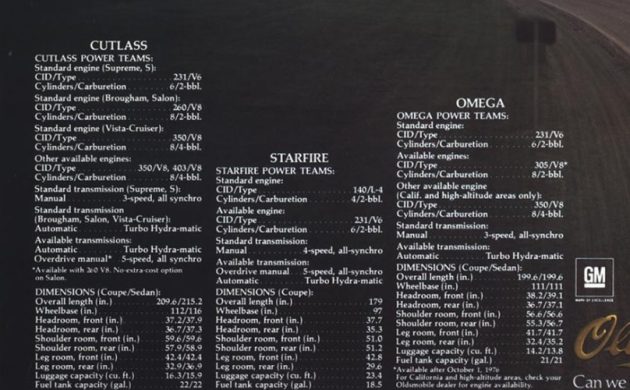 CUTLASS
CUTLASS POWER TEAMS:
Standard engine (Supreme, S):
CID/Type 231/V6
Cylinders/Carburetion 6/2-bbl.
Standard engine (Brougham, Salon):
CID/Type 260/V8
Cylinders/Carburetion 8/2-bbl.
Standard engine (Vista-Cruiser):
CID/Type 350/V8
Cylinders/Carburetion 8/4-bbl.
Other available engines:
CID/Type 350/V8, 403/V8
Cylinders/Carburetion 8/4-bbl.
Standard transmission (Supreme, S):
Manual 3-speed, all synchro
Standard transmission
(Brougham, Salon, Vista-Cruiser):
Automatic Turbo Hydra-matic
Available transmissions:
Automatic Turbo Hydra-matic
Overdrive manual* 5-speed, all-synchro
*Available with 260 V8. No-extra-cost option
on Salon.
DIMENSIONS (Coupe/Sedan):
Overall length (in.) 209.6/215.2
Wheelbase (in.) 112/116
Headroom, front (in.) 37.2/37.9
Headroom, rear (in.) 36.7/37.3
Shoulder room, front (in.) 59.6/59.6
Shoulder room, rear (in.) 57.9/58.9
Leg room, front (in.) 42.4/42.4
Leg room, rear (in.) 32.9/36.9
Luggage capacity (cu. ft.) 16.3/15.9
Fuel tank capacity (gal.) 22/22
STARFIRE
STARFIRE POWER TEAMS:
Standard engine:
CID/Type 140/L-4
Cylinders/Carburetion 4/2-bbl.
Available engine:
CID/Type 231/V6
Cylinders/Carburetion 6/2-bbl.
Standard transmission:
Manual 4-speed, all-synchro
Available transmissions:
Overdrive manual 5-speed, all-synchro
Automatic Turbo Hydra-matic
DIMENSIONS (Coupe):
Overall length (in.) 179
Wheelbase (in.) 97
Headroom, front (in.) 37.7
Headroom, rear (in.) 35.3
Shoulder room, front (in.) 51.0
Shoulder room, rear (in.) 51.2
Leg room, front (in.) 42.8
Leg room, rear (in.) 29.6
Luggage capacity (cu. ft.) 23.4
Fuel tank capacity (gal.) 18.5
OMEGA
OMEGA POWER TEAMS:
Standard engine:
CID/Type 231/V6
Cylinders/Carburetion 6/2-bbl.
Available engines:
CID/Type 305/V8*
Cylinders/Carburetion 8/2-bbl.
Other available engine
(Calif. and high-altitude areas only):
CID/Type 350/V8
Cylinders/Carburetion 8/4-bbl.
Standard transmission:
Manual 3-speed, all-synchro
Available transmission:
Automatic Turbo Hydra-matic
DIMENSIONS (Coupe/Sedan):
Overall length (in.) 199.6/199.6
Wheelbase (in.) 111/111
Headroom, front (in.) 38.2/39.1
Headroom, rear (in.) 36.7/37.1
Shoulder room, front (in.) 56.6/56.6
Shoulder room, rear (in.) 55.3/56.7
Leg room, front (in.) 41.7/41.7
Leg room, rear (in.) 32.4/35.2
Luggage capacity (cu. ft.) 14.2/13.8
Fuel tank capacity (gal.) 21/21
*Available after October 1, 1976
For California and high-altitude areas, check your
Oldsmobile dealer for engine availability.
GM
MARK OF EXCELLENCE
Ol
Can we